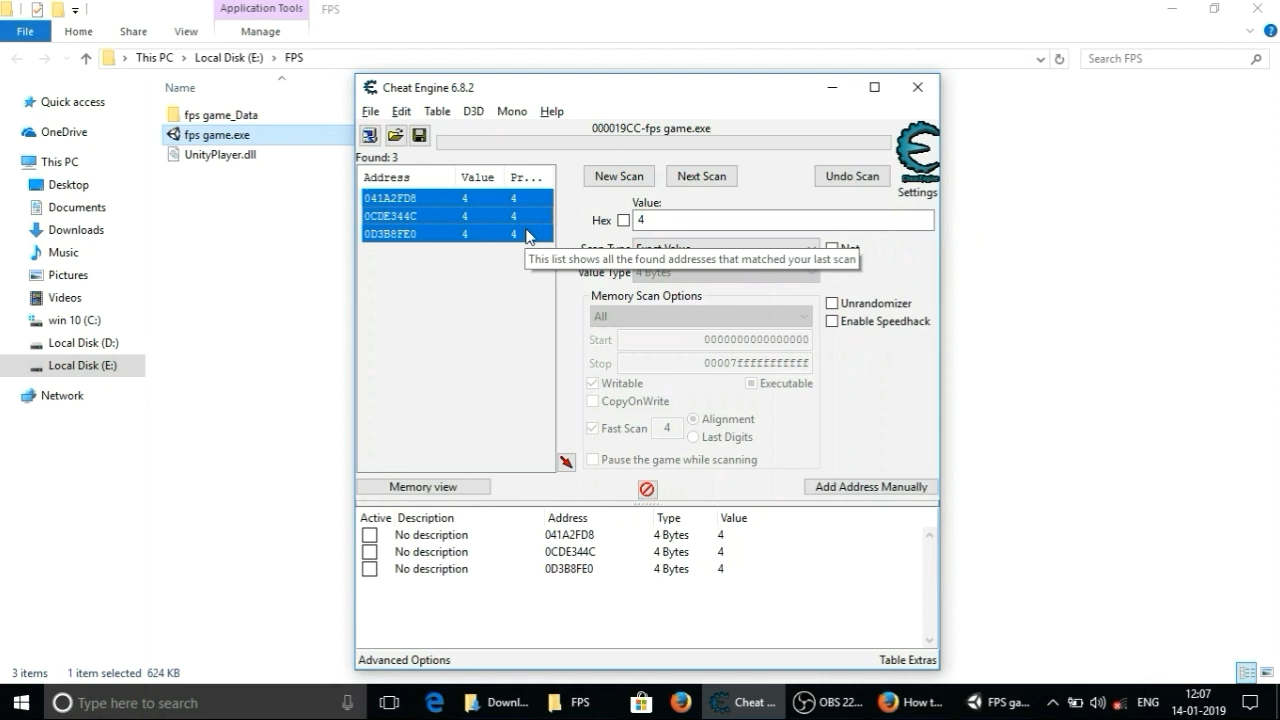 Application Tools FPS
File Home Share View Manage
This PC Local Disk (E:) FPS
Search FPS
Quick access
OneDrive
This PC
Desktop
Documents
Downloads
Music
Pictures
Videos
win 10 (C:)
Local Disk (D:)
Local Disk (E:)
Network
Name
fps game_Data
fps game.exe
UnityPlayer.dll
Cheat Engine 6.8.2
File Edit Table D3D Mono Help
000019CC-fps game.exe
Found: 3
Address Value Pr...
041A2FD8 4 4
0CDE344C 4 4
0D3B8FE0 4 4
New Scan Next Scan Undo Scan
Cheat Engine
Settings
Value:
Hex 4
Scan Type Exact Value Not
This list shows all the found addresses that matched your last scan
Value Type 4 Bytes
Memory Scan Options
All
Unrandomizer
Enable Speedhack
Start 0000000000000000
Stop 00007fffffffffff
Writable Executable
CopyOnWrite
Fast Scan 4 Alignment
Last Digits
Pause the game while scanning
Memory view Add Address Manually
Active Description Address Type Value
No description 041A2FD8 4 Bytes 4
No description 0CDE344C 4 Bytes 4
No description 0D3B8FE0 4 Bytes 4
Advanced Options Table Extras
3 items 1 item selected 624 KB
Type here to search
Downl... FPS Cheat ... OBS 22... How t... FPS ga...
ENG
12:07
14-01-2019